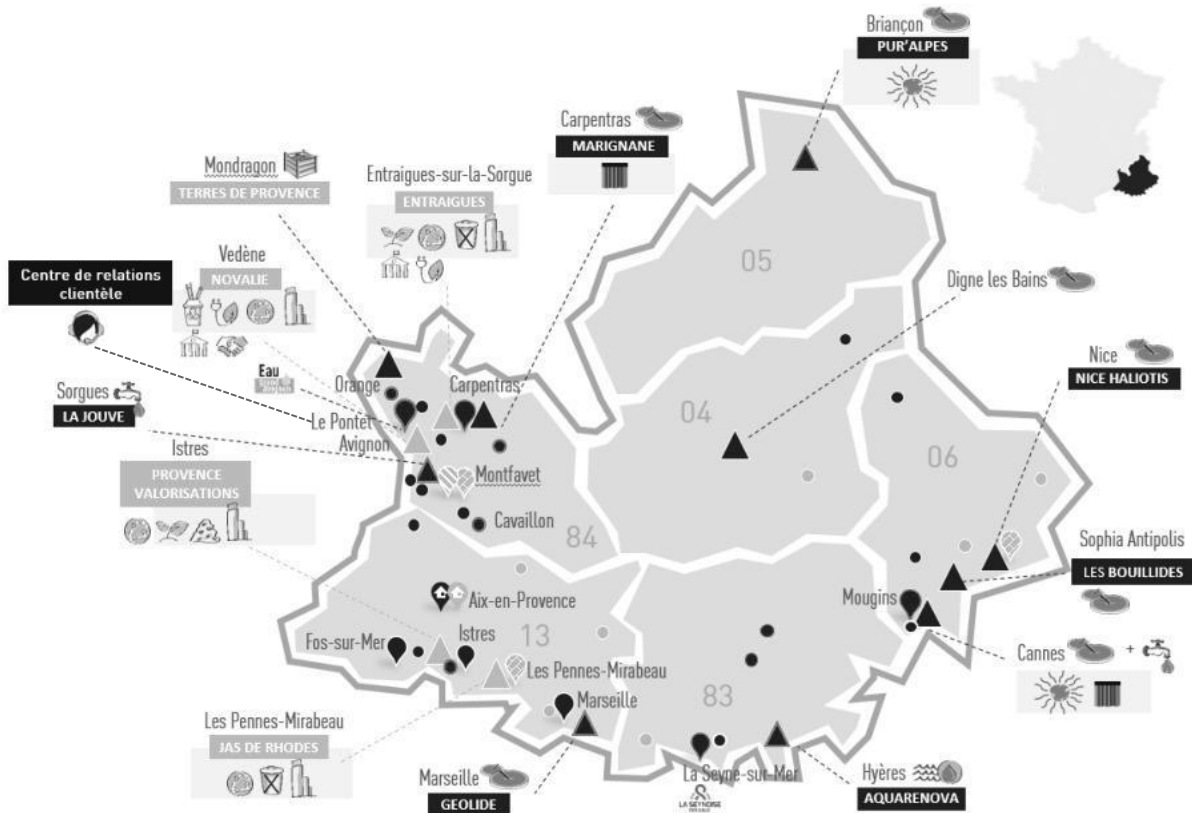 Briançon
PUR'ALPES
Carpentras
MARIGNANE
Mondragon
TERRES DE PROVENCE
Entraigues-sur-la-Sorgue
ENTRAIGUES
Vedène
NOVALIE
Centre de relations
clientèle
05
Digne les Bains
Nice
NICE HALIOTIS
Eau
Orange
Carpentras
Sorgues
LA JOUVE
Le Pontet
Avignon
04
06
Istres
PROVENCE
VALORISATIONS
Montfavet
Cavaillon
84
Sophia Antipolis
LES BOUILLIDES
Mougins
Aix-en-Provence
Istres
13
Fos-sur-Mer
Les Pennes-Mirabeau
Cannes
+
83
Marseille
Les Pennes-Mirabeau
JAS DE RHODES
Marseille
GEOLIDE
La Seyne-sur-Mer
LA SEYNOISE
Hyères
AQUARENOVA